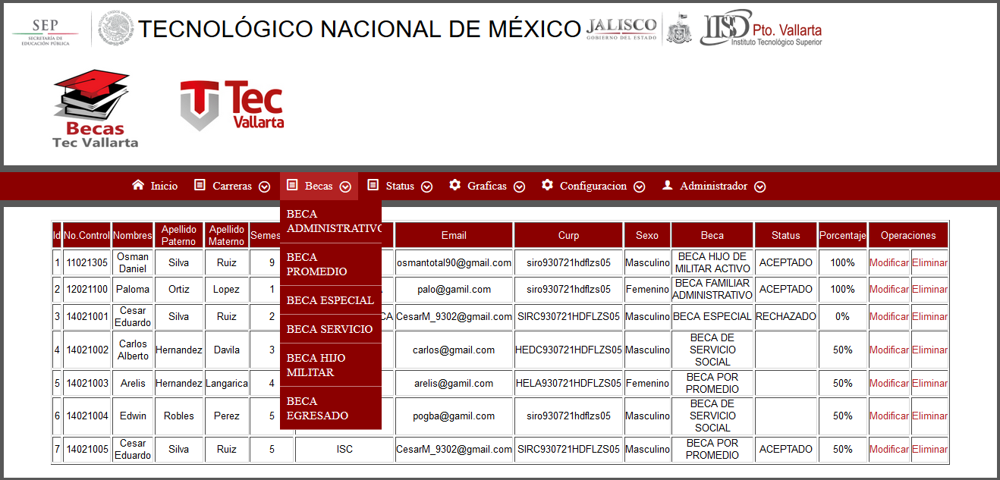 SEP
SECRETARÍA DE
EDUCACIÓN PÚBLICA
ESTADOS UNIDOS MEXICANOS
TECNOLÓGICO NACIONAL DE MÉXICO
JALISCO
GOBIERNO DEL ESTADO
ITS Pto. Vallarta
Instituto Tecnológico Superior
Becas
Tec Vallarta
Tec
Vallarta
Inicio Carreras Becas Status Graficas Configuracion Administrador
BECA
ADMINISTRATIVO
BECA
PROMEDIO
BECA ESPECIAL
BECA SERVICIO
BECA HIJO
MILITAR
BECA
EGRESADO
Id No.Control Nombres Apellido Paterno Apellido Materno Semes Email Curp Sexo Beca Status Porcentaje Operaciones
1 11021305 Osman Daniel Silva Ruiz 9 osmantotal90@gmail.com siro930721hdflzs05 Masculino BECA HIJO DE MILITAR ACTIVO ACEPTADO 100% Modificar Eliminar
2 12021100 Paloma Ortiz Lopez 1 palo@gamil.com siro930721hdflzs05 Femenino BECA FAMILIAR ADMINISTRATIVO ACEPTADO 100% Modificar Eliminar
3 14021001 Cesar Eduardo Silva Ruiz 2 CA CesarM_9302@gmail.com SIRC930721HDFLZS05 Masculino BECA ESPECIAL RECHAZADO 0% Modificar Eliminar
4 14021002 Carlos Alberto Hernandez Davila 3 carlos@gmail.com HEDC930721HDFLZS05 Masculino BECA DE SERVICIO SOCIAL 50% Modificar Eliminar
5 14021003 Arelis Hernandez Langarica 4 arelis@gamil.com HELA930721HDFLZS05 Femenino BECA POR PROMEDIO 50% Modificar Eliminar
6 14021004 Edwin Robles Perez 5 pogba@gamil.com siro930721hdflzs05 Masculino BECA DE SERVICIO SOCIAL 50% Modificar Eliminar
7 14021005 Cesar Eduardo Silva Ruiz 5 ISC CesarM_9302@gmail.com SIRC930721HDFLZS05 Masculino BECA POR PROMEDIO ACEPTADO 50% Modificar Eliminar